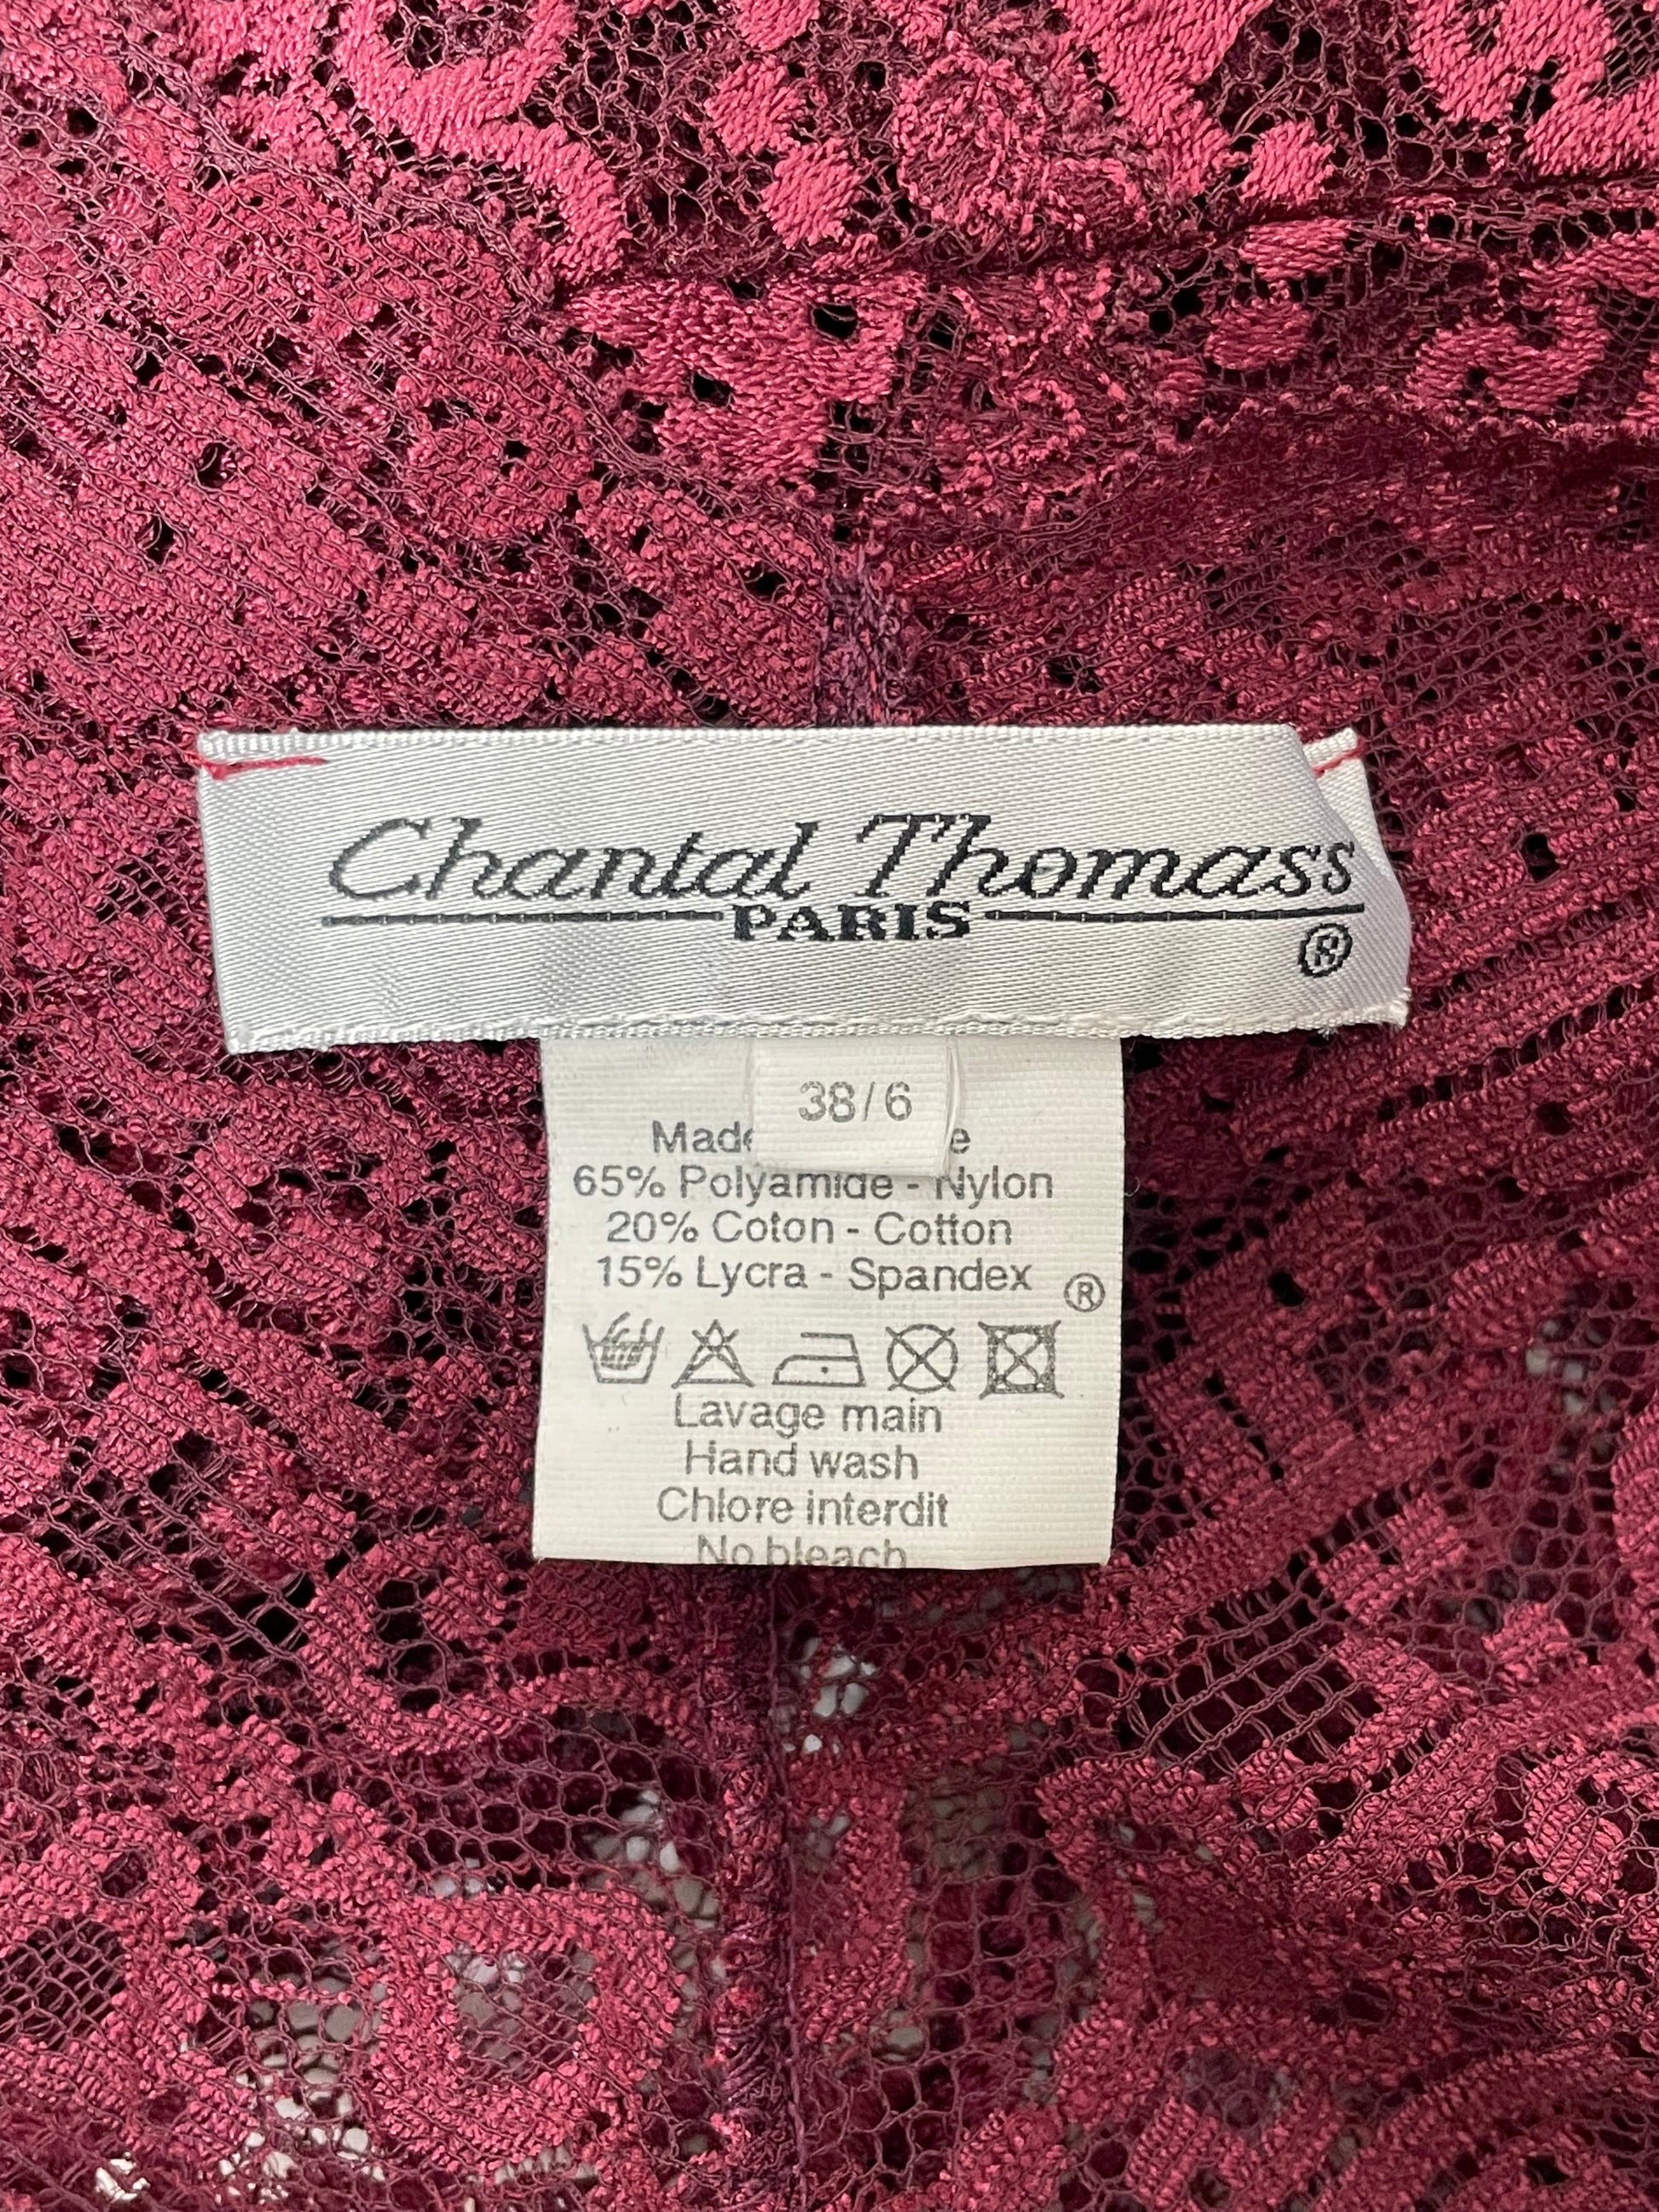 Chantal Thomass
PARIS
®
38/6
65% Polyamide - Nylon
20% Coton - Cotton
15% Lycra - Spandex ®
Lavage main
Hand wash
Chlore interdit
No bleach